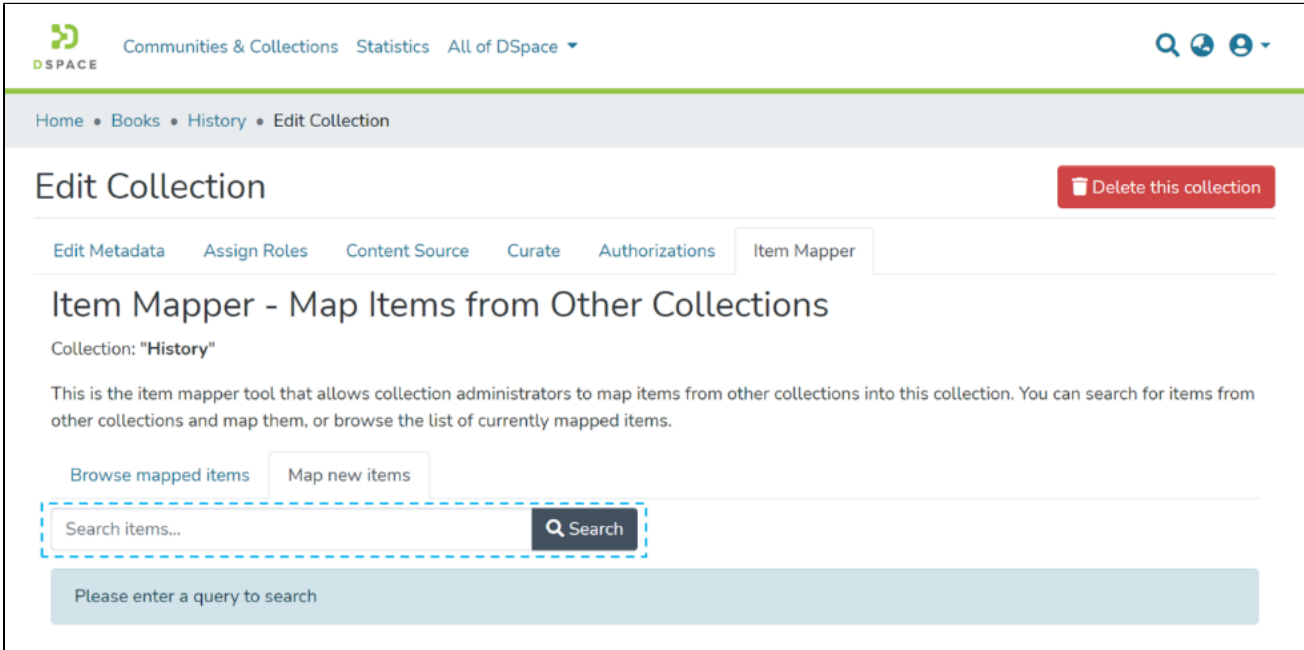 DSPACE
Communities & Collections Statistics All of DSpace
Home • Books • History • Edit Collection
Edit Collection
Delete this collection
Edit Metadata Assign Roles Content Source Curate Authorizations Item Mapper
Item Mapper - Map Items from Other Collections
Collection: "History"
This is the item mapper tool that allows collection administrators to map items from other collections into this collection. You can search for items from
other collections and map them, or browse the list of currently mapped items.
Browse mapped items Map new items
Search items... Search
Please enter a query to search